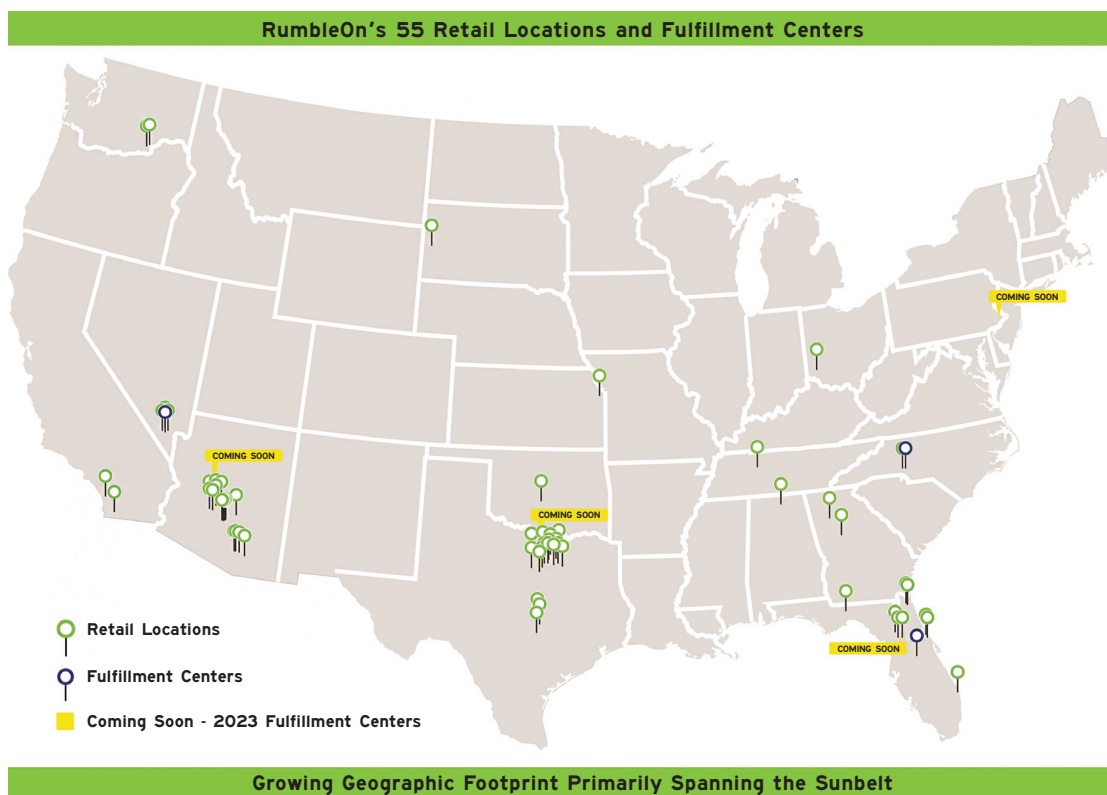 RumbleOn's 55 Retail Locations and Fulfillment Centers
COMING SOON
COMING SOON
COMING SOON
COMING SOON
Retail Locations
Fulfillment Centers
Coming Soon - 2023 Fulfillment Centers
Growing Geographic Footprint Primarily Spanning the Sunbelt